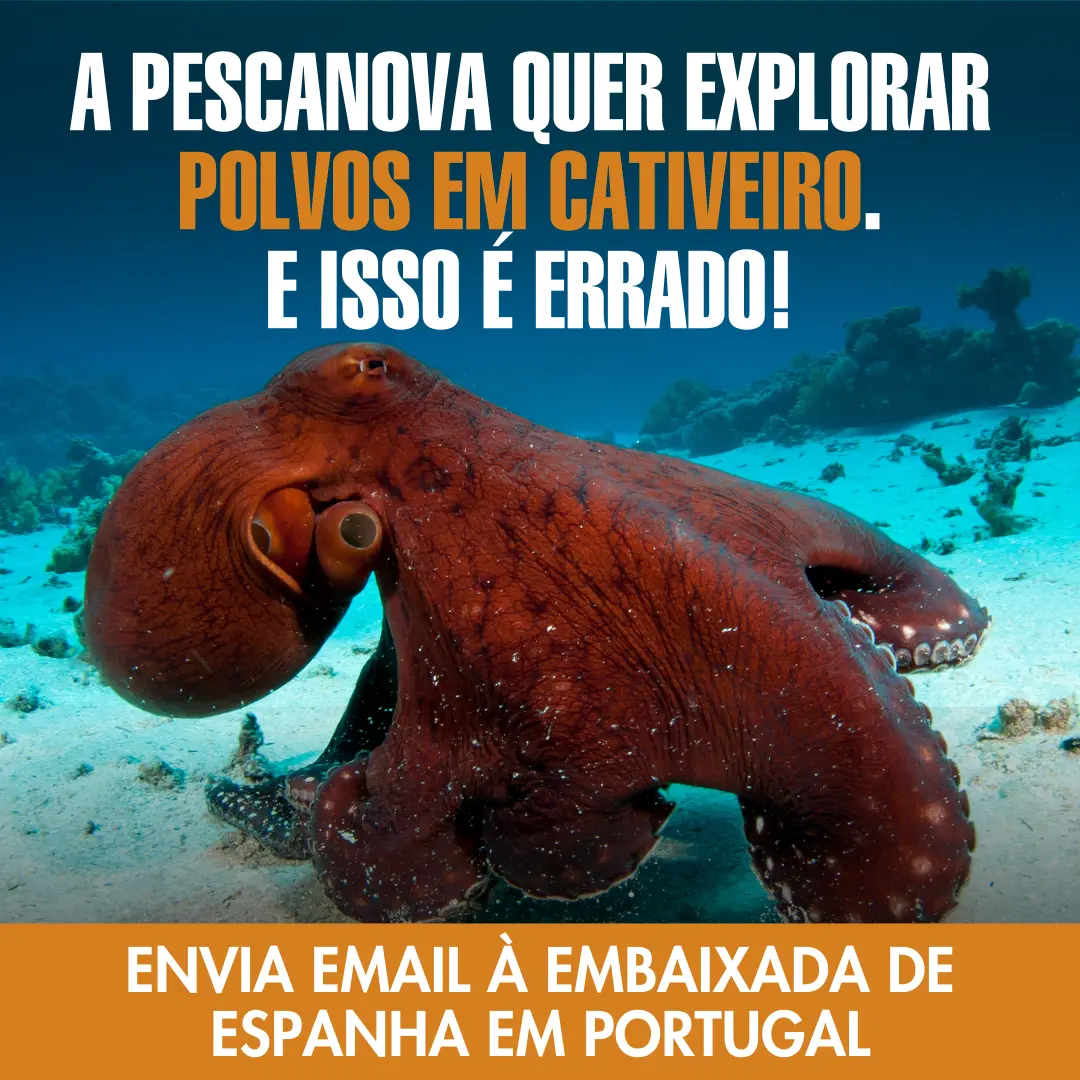 A PESCANOVA QUER EXPLORAR
POLVOS EM CATIVEIRO.
E ISSO É ERRADO!
ENVIA EMAIL À EMBAIXADA DE
ESPANHA EM PORTUGAL